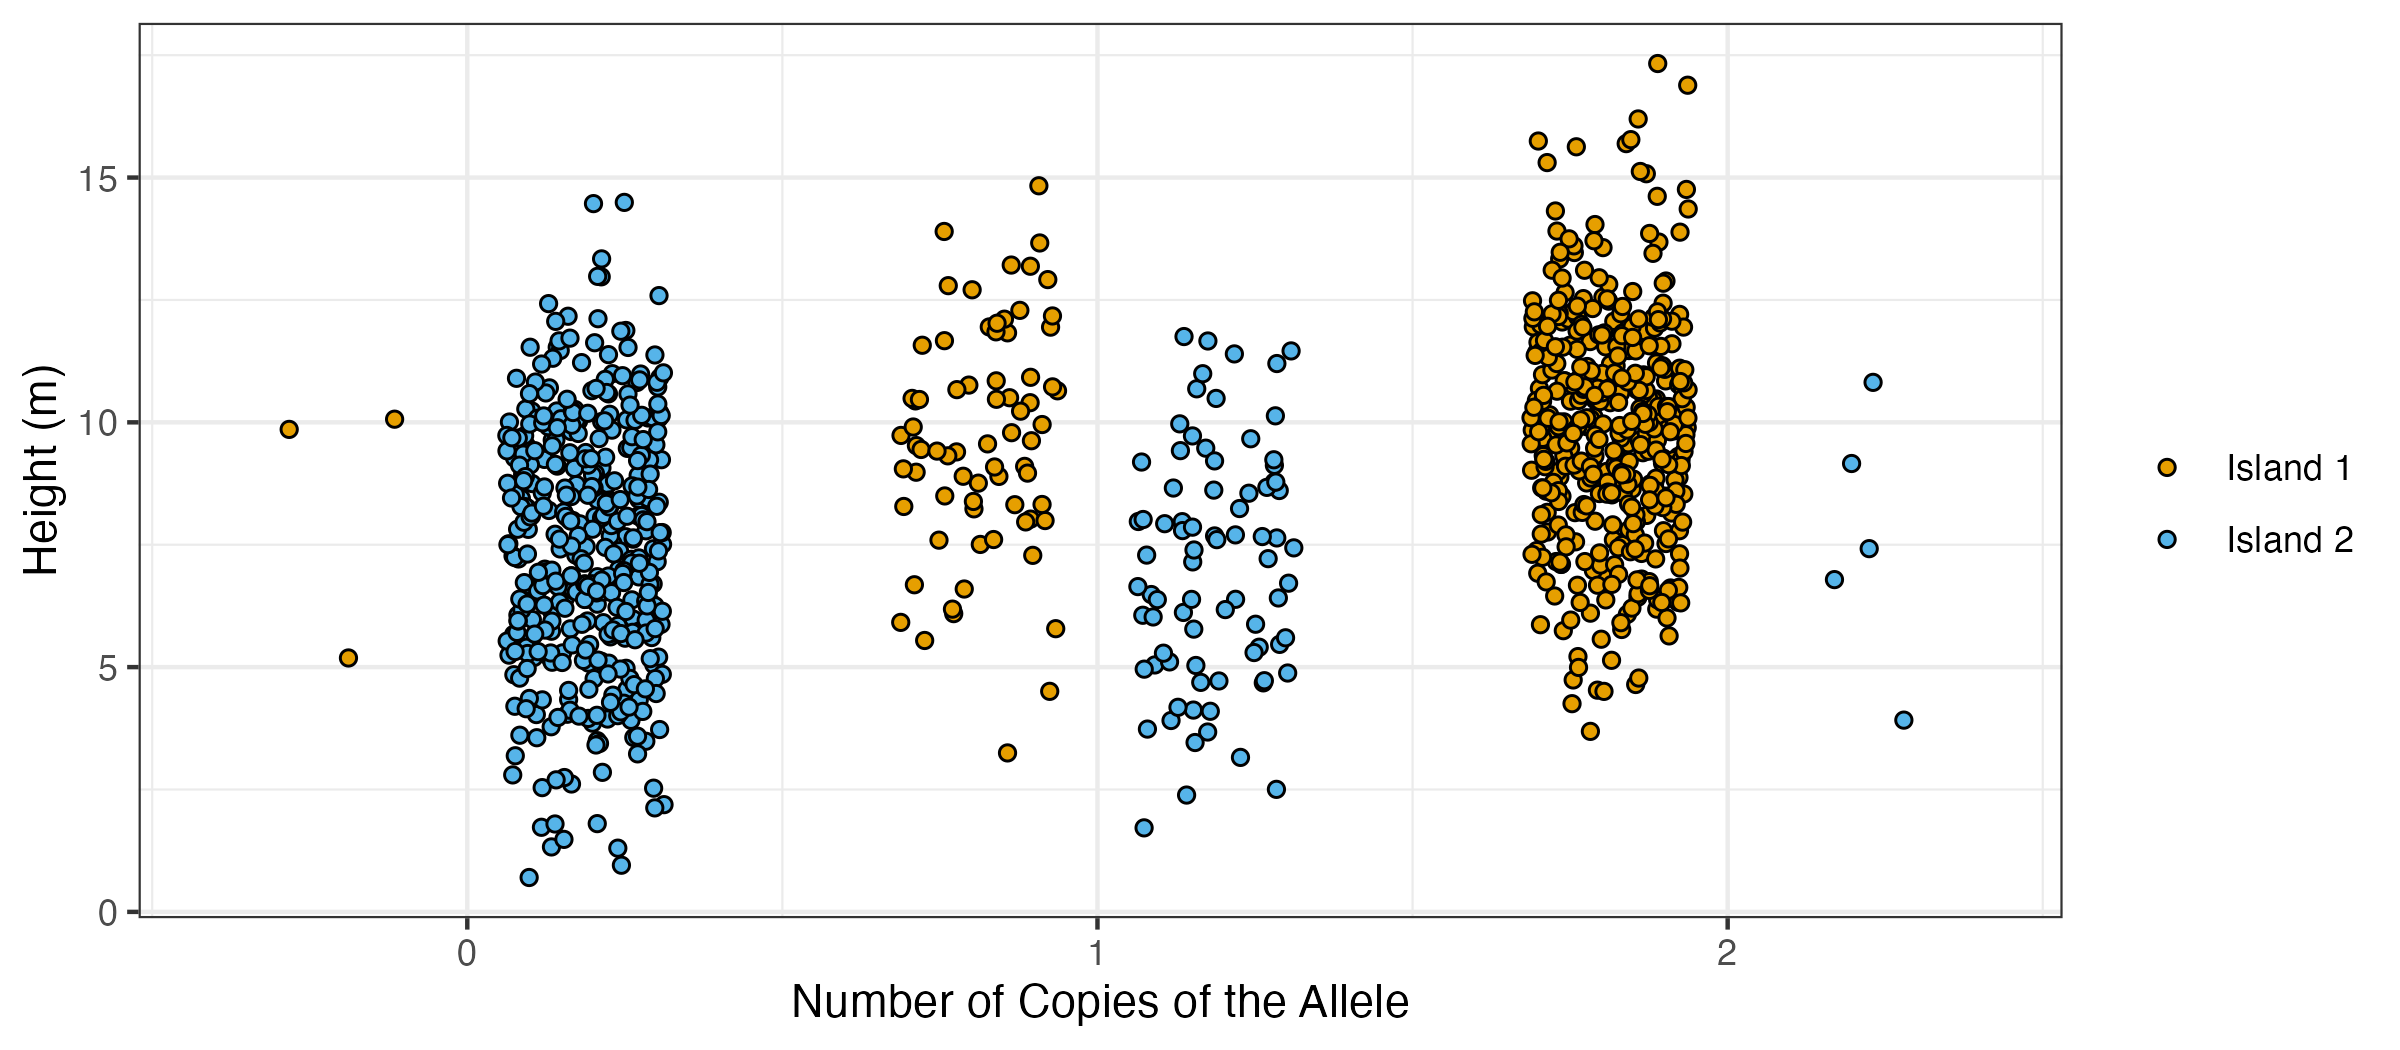 15
10
5
0
Height (m)
0 1 2
Number of Copies of the Allele
Island 1
Island 2